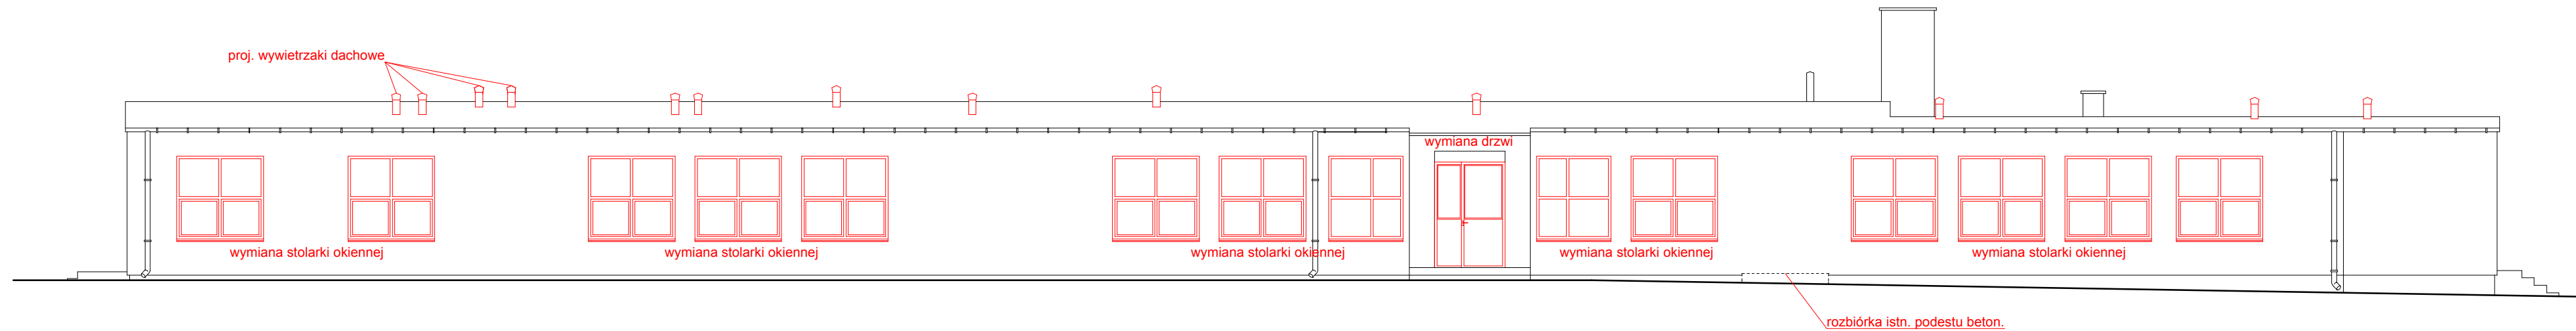 proj. wywietrzaki dachowe
wymiana drzwi
wymiana stolarki okiennej
wymiana stolarki okiennej
wymiana stolarki okiennej
wymiana stolarki okiennej
wymiana stolarki okiennej
rozbiórka istn. podestu beton.